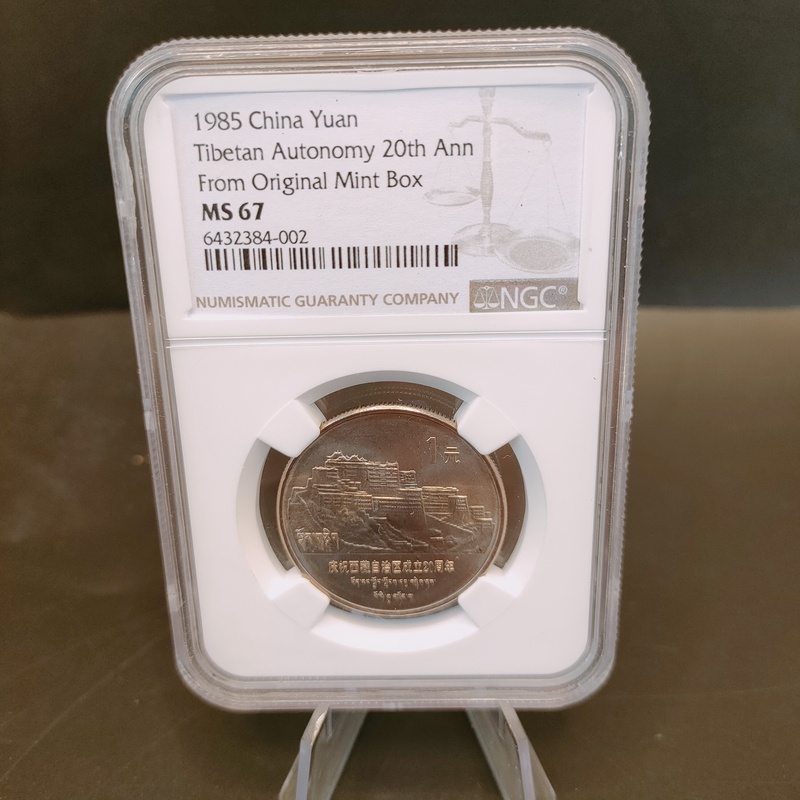 1985 China Yuan
Tibetan Autonomy 20th Ann
From Original Mint Box
MS 67
6432384-002
NUMISMATIC GUARANTY COMPANY NGC®
1元
庆祝西藏自治区成立20周年